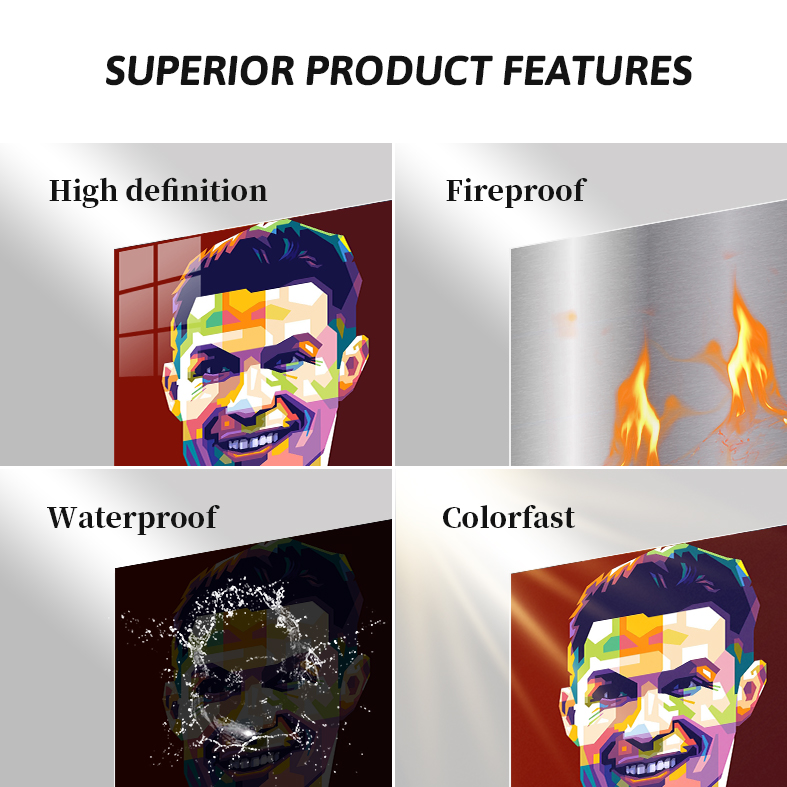 SUPERIOR PRODUCT FEATURES
High definition
Fireproof
Waterproof
Colorfast